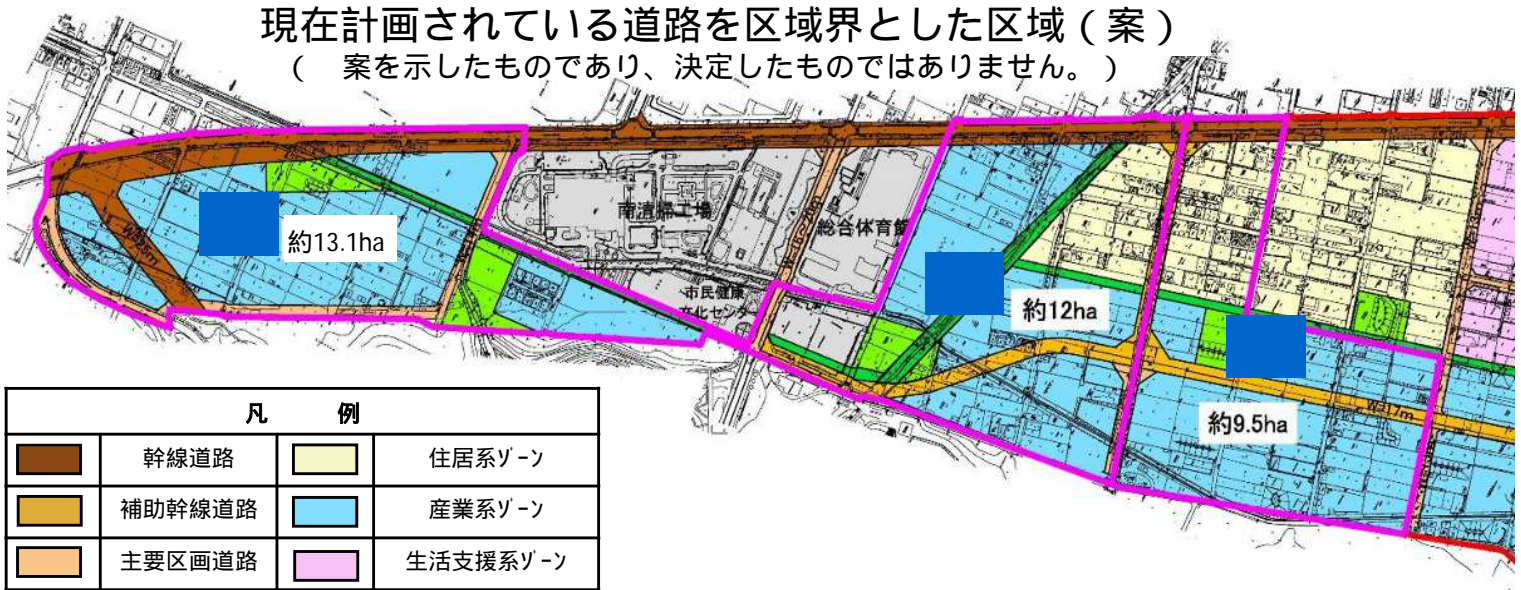 現在計画されている道路を区域界とした区域(案)
( 案を示したものであり、決定したものではありません。)
約13.1ha
南清掃工場
総合体育館
市民健康
文化センター
約12ha
約9.5ha
凡 例
幹線道路 住居系ゾーン
補助幹線道路 産業系ゾーン
主要区画道路 生活支援系ゾーン